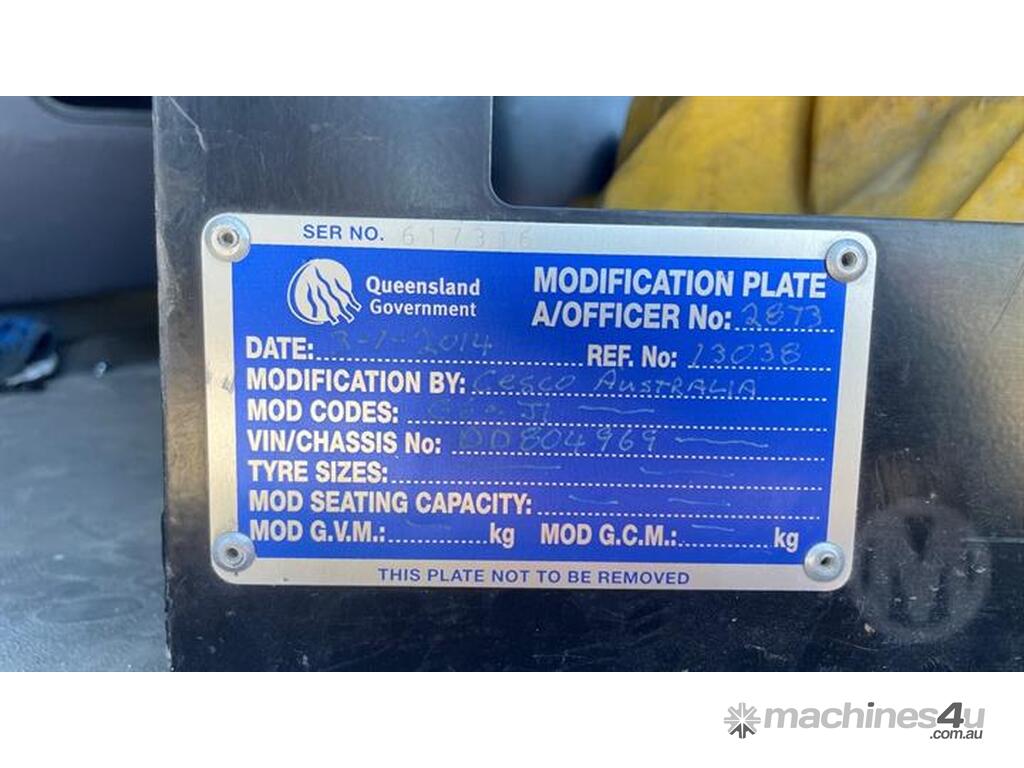 SER NO. 617316
Queensland Government
MODIFICATION PLATE
A/OFFICER No: 2873
DATE: 3-1-2014 REF. No: 13038
MODIFICATION BY: Cesco AUSTRALIA
MOD CODES: J1 —
VIN/CHASSIS No: DD804969 —
TYRE SIZES: — —
MOD SEATING CAPACITY: — —
MOD G.V.M.: — kg MOD G.C.M.: — kg
THIS PLATE NOT TO BE REMOVED
machines4u
.com.au